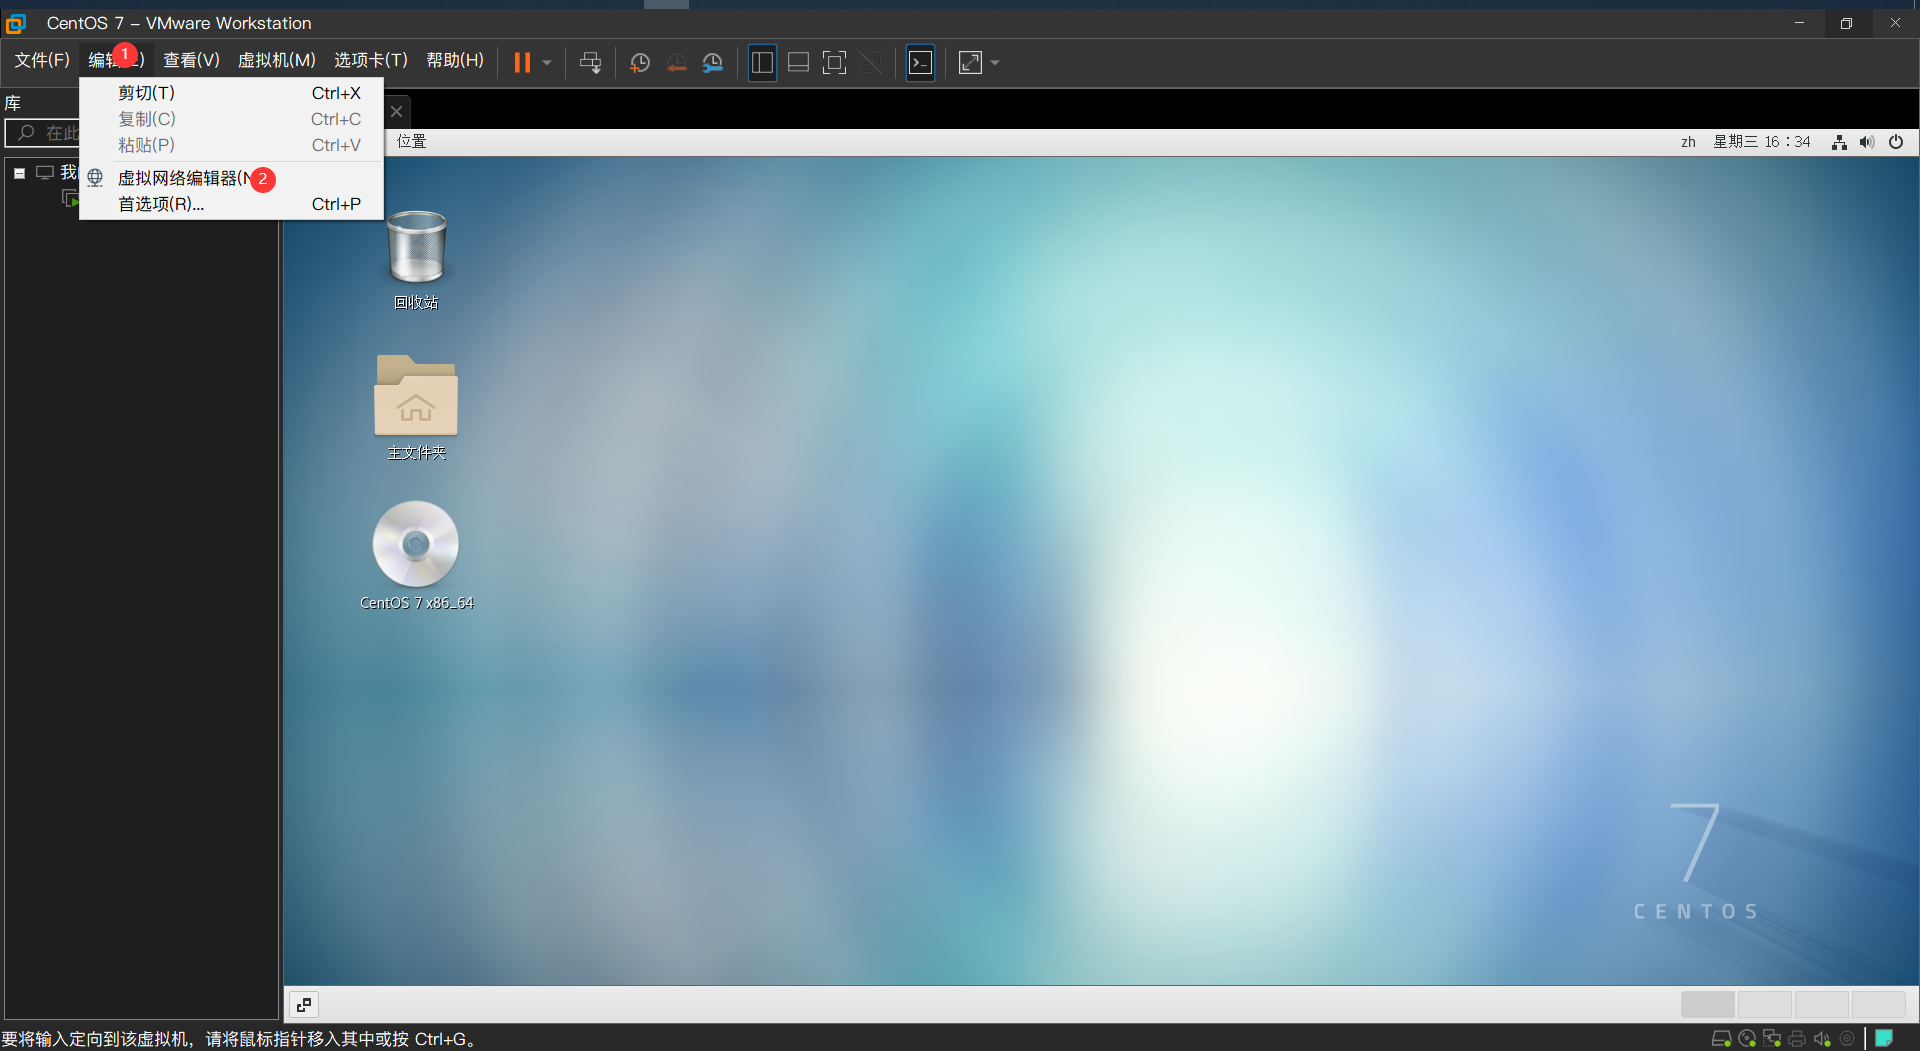 CentOS 7 – VMware Workstation
文件(F) 编辑 1 查看(V) 虚拟机(M) 选项卡(T) 帮助(H)
剪切(T) Ctrl+X
复制(C) Ctrl+C
粘贴(P) Ctrl+V
虚拟网络编辑器(N 2
首选项(R)... Ctrl+P
库
在此
我的
位置
zh 星期三 16：34
回收站
主文件夹
CentOS 7 x86_64
7
CENTOS
要将输入定向到该虚拟机，请将鼠标指针移入其中或按 Ctrl+G。